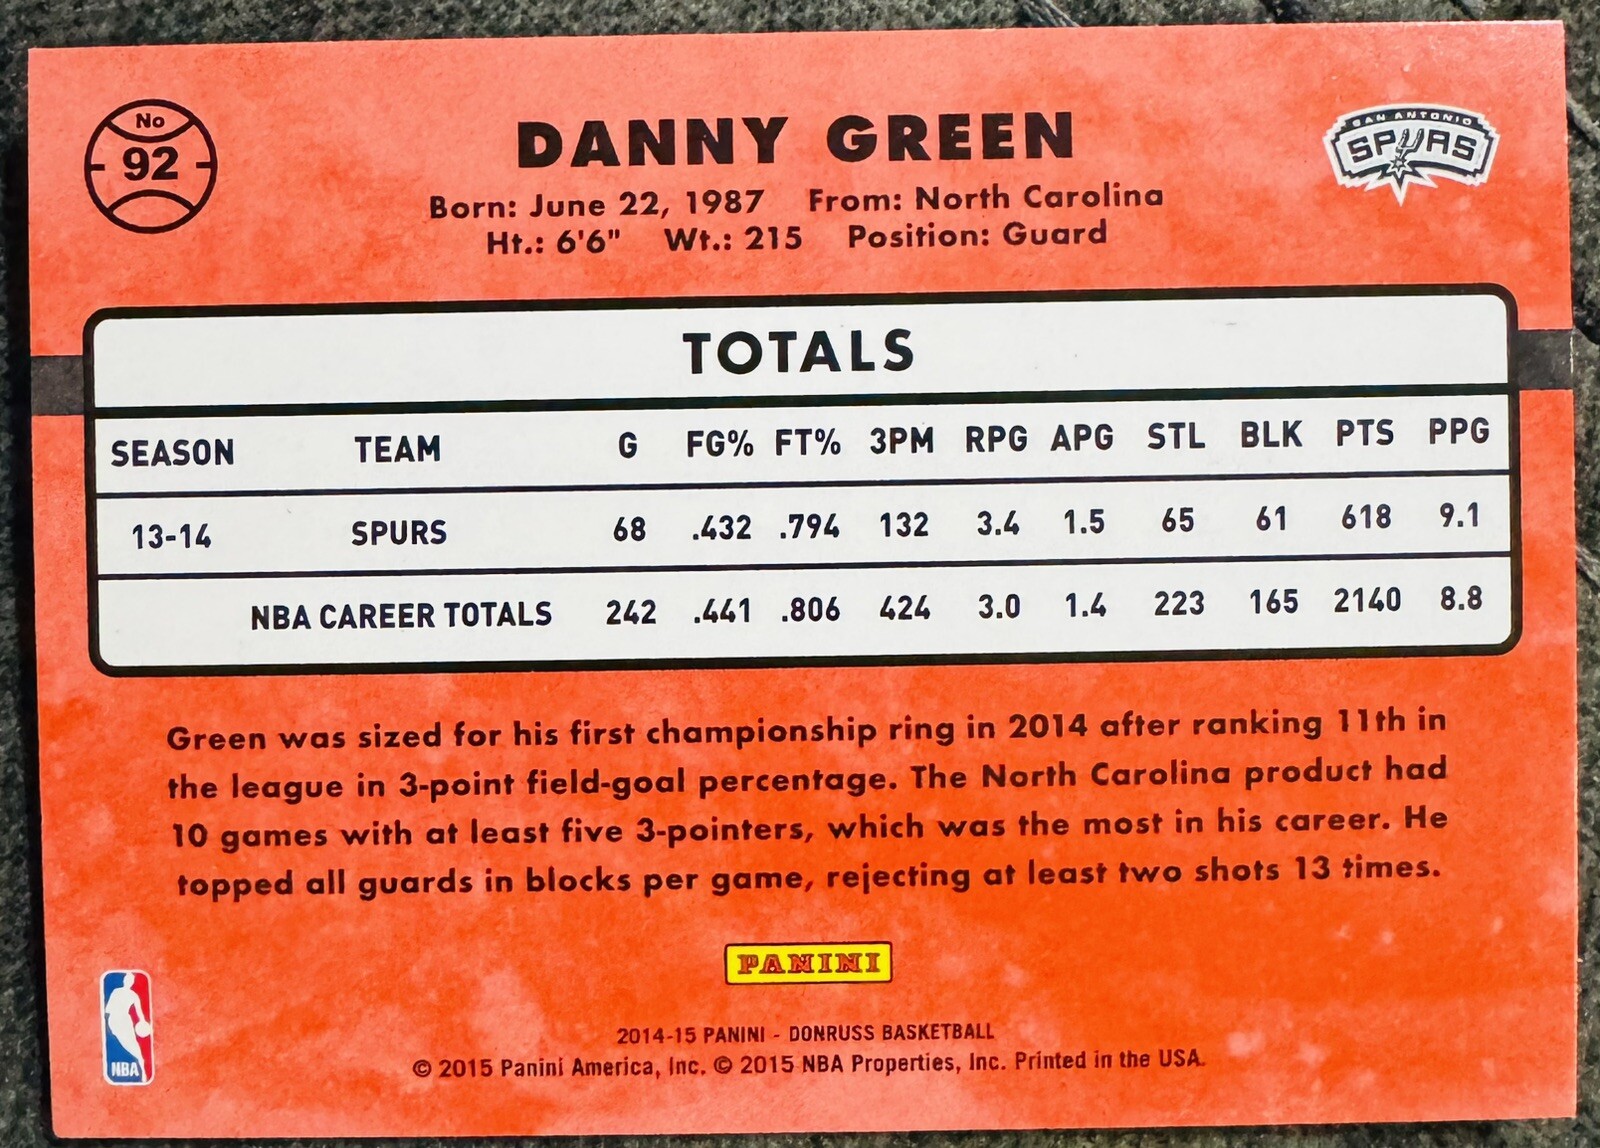 No
92
DANNY GREEN
SAN ANTONIO
SPURS
Born: June 22, 1987 From: North Carolina
Ht.: 6'6" Wt.: 215 Position: Guard
TOTALS
SEASON TEAM G FG% FT% 3PM RPG APG STL BLK PTS PPG
13-14 SPURS 68 .432 .794 132 3.4 1.5 65 61 618 9.1
NBA CAREER TOTALS 242 .441 .806 424 3.0 1.4 223 165 2140 8.8
Green was sized for his first championship ring in 2014 after ranking 11th in
the league in 3-point field-goal percentage. The North Carolina product had
10 games with at least five 3-pointers, which was the most in his career. He
topped all guards in blocks per game, rejecting at least two shots 13 times.
PANINI
NBA
2014-15 PANINI - DONRUSS BASKETBALL
© 2015 Panini America, Inc. © 2015 NBA Properties, Inc. Printed in the USA.